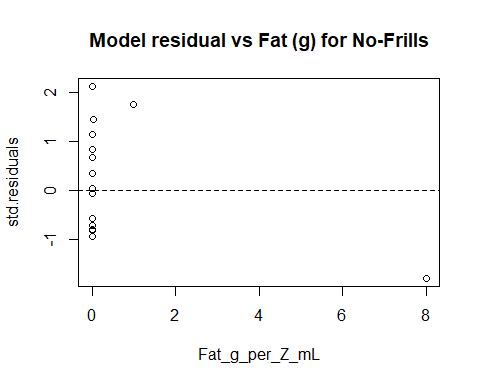 Model residual vs Fat (g) for No-Frills
std.residuals
2
1
0
-1
0 2 4 6 8
Fat_g_per_Z_mL